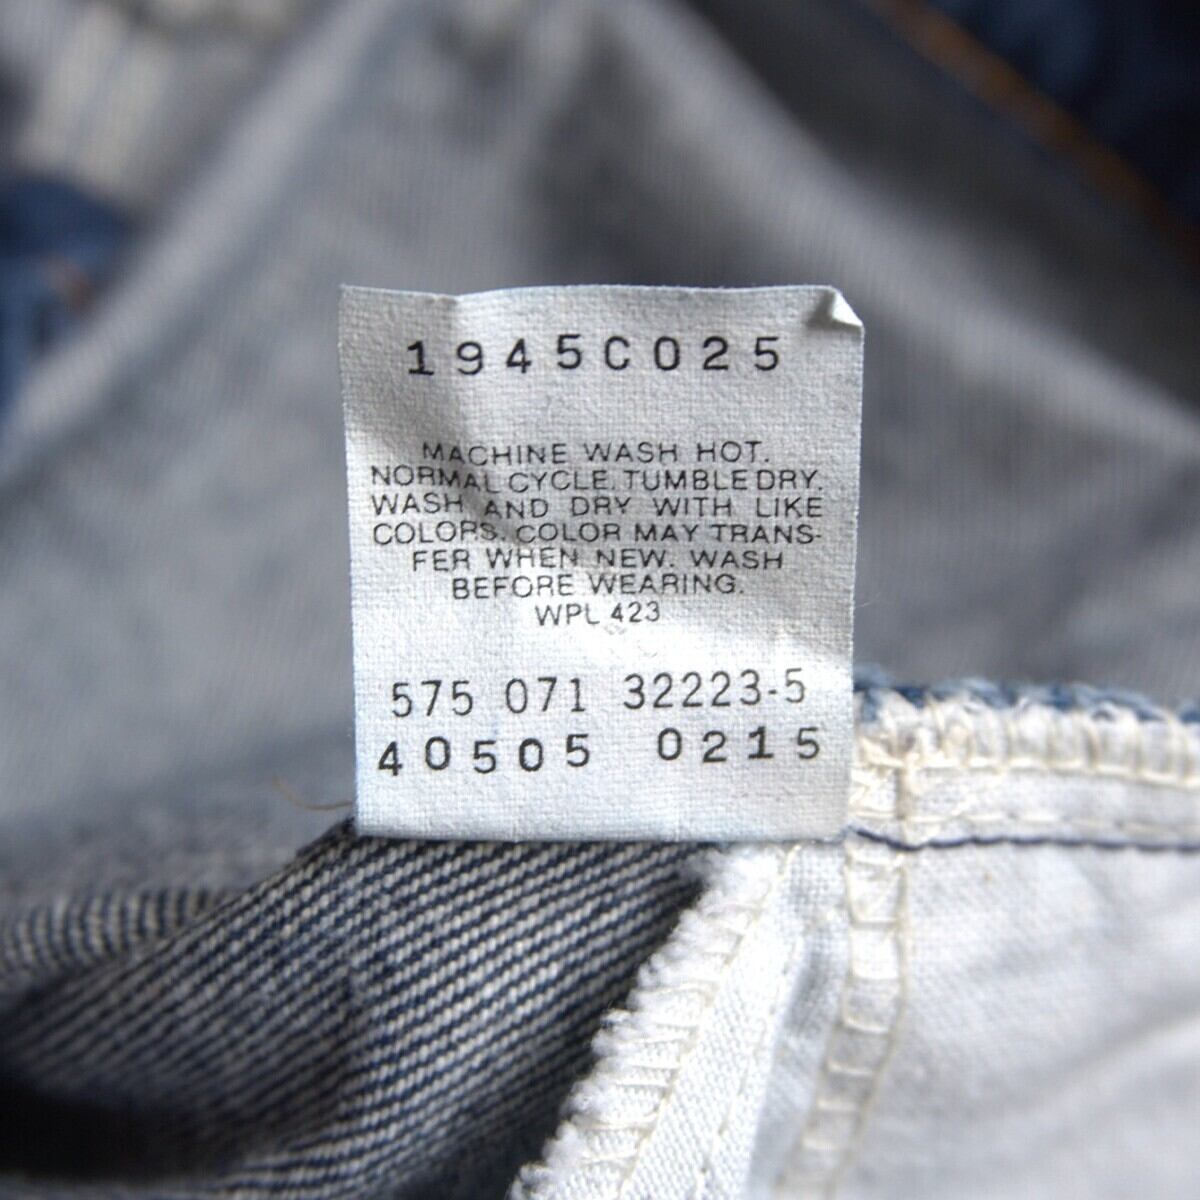 1945C025
MACHINE WASH HOT.
NORMAL CYCLE. TUMBLE DRY.
WASH AND DRY WITH LIKE
COLORS. COLOR MAY TRANS-
FER WHEN NEW. WASH
BEFORE WEARING.
WPL 423
575 071 32223-5
40505 0215